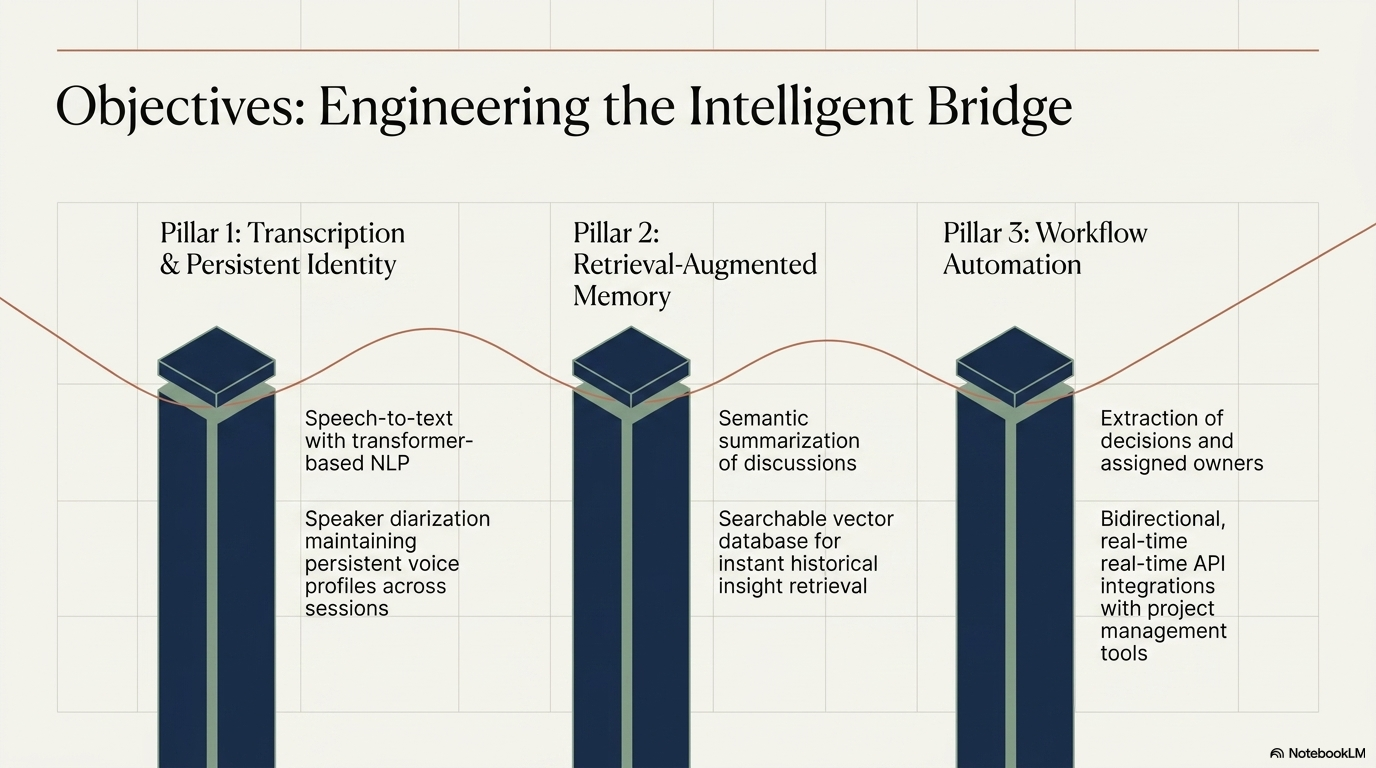 Objectives: Engineering the Intelligent Bridge
Pillar 1: Transcription
& Persistent Identity
Speech-to-text
with transformer-
based NLP
Speaker diarization
maintaining
persistent voice
profiles across
sessions
Pillar 2:
Retrieval-Augmented
Memory
Semantic
summarization
of discussions
Searchable vector
database for
instant historical
insight retrieval
Pillar 3: Workflow
Automation
Extraction of
decisions and
assigned owners
Bidirectional,
real-time
real-time API
integrations
with project
management
tools
NotebookLM